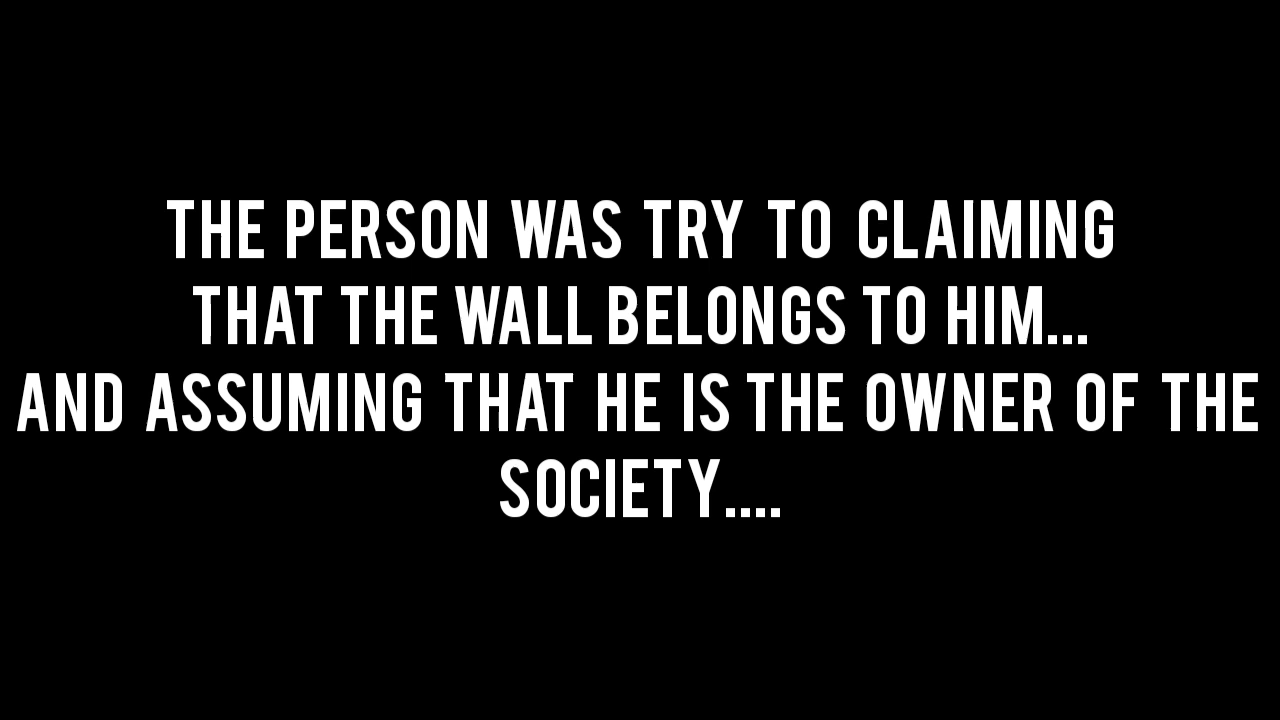 THE PERSON WAS TRY TO CLAIMING
THAT THE WALL BELONGS TO HIM...
AND ASSUMING THAT HE IS THE OWNER OF THE
SOCIETY....